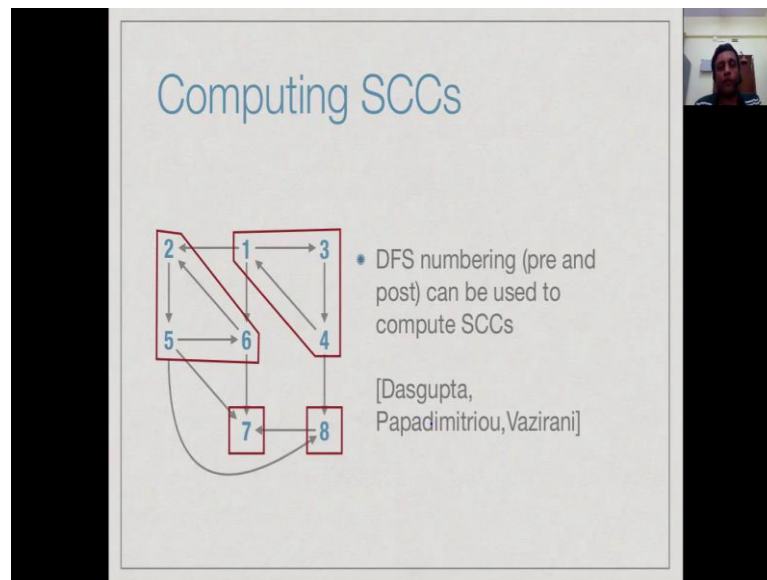 Computing SCCs
2 1 3
5 6 4
7 8
DFS numbering (pre and
post) can be used to
compute SCCs
[Dasgupta,
Papadimitriou,Vazirani]